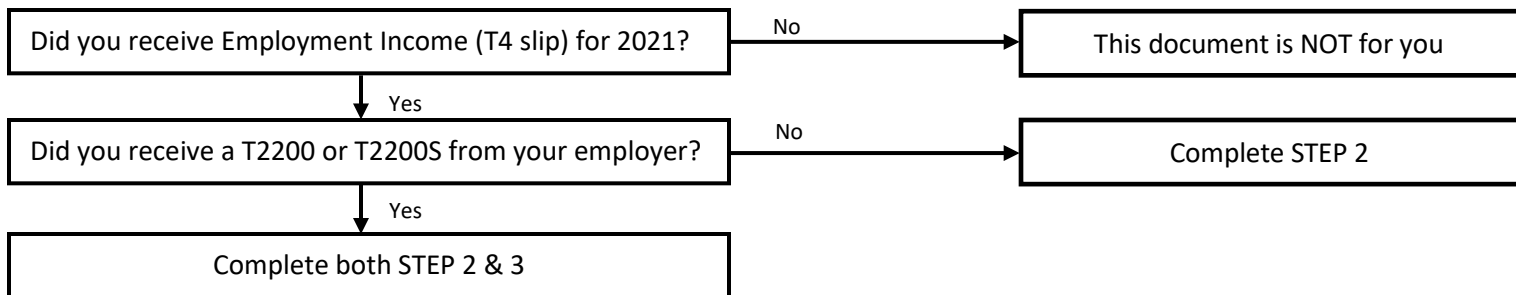 Did you receive Employment Income (T4 slip) for 2021?
No
This document is NOT for you
Yes
Did you receive a T2200 or T2200S from your employer?
No
Complete STEP 2
Yes
Complete both STEP 2 & 3